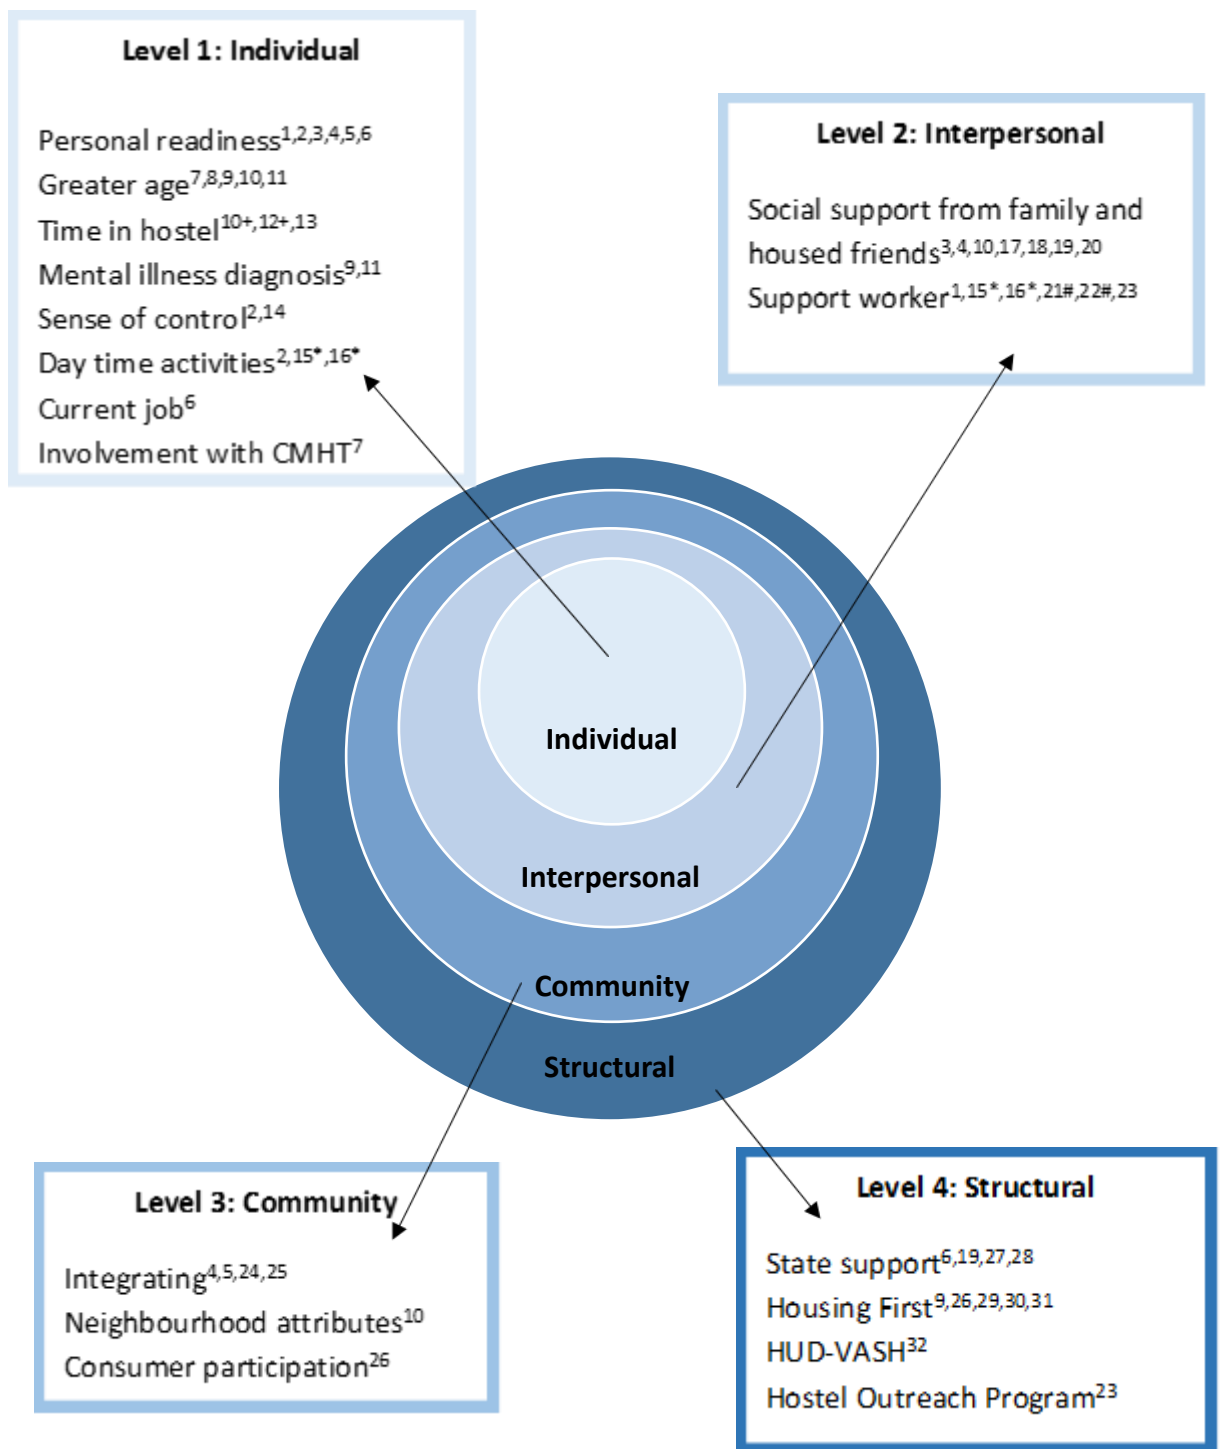 Level 1: Individual
Personal readiness1,2,3,4,5,6
Greater age7,8,9,10,11
Time in hostel10+,12+,13
Mental illness diagnosis9,11
Sense of control2,14
Day time activities2,15*,16*
Current job6
Involvement with CMHT7
Level 2: Interpersonal
Social support from family and
housed friends3,4,10,17,18,19,20
Support worker1,15*,16*,21#,22#,23
Individual
Interpersonal
Community
Structural
Level 3: Community
Integrating4,5,24,25
Neighbourhood attributes10
Consumer participation26
Level 4: Structural
State support6,19,27,28
Housing First9,26,29,30,31
HUD-VASH32
Hostel Outreach Program23